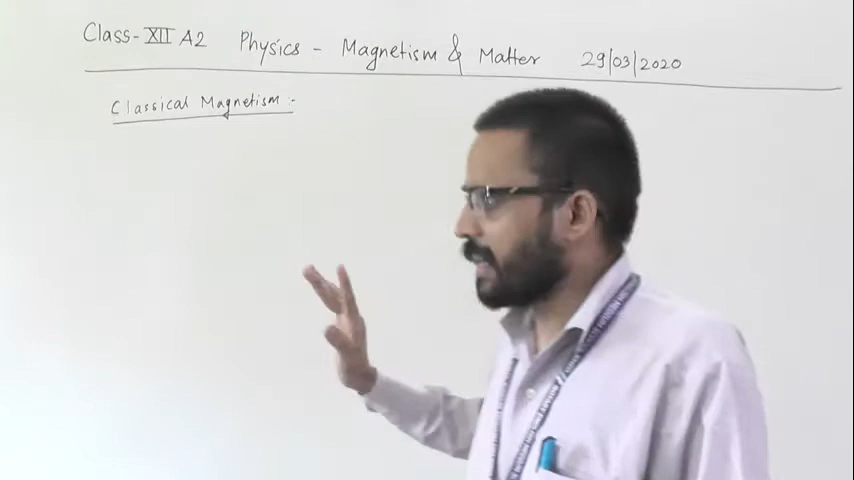 Class-XII A2 Physics - Magnetism & Matter 29/03/2020
Classical Magnetism :-